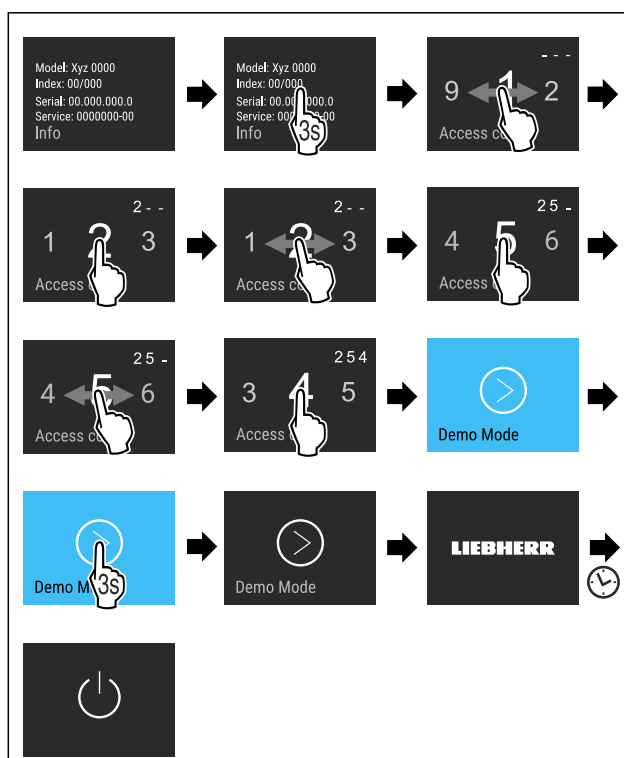 Model: Xyz 0000
Index: 00/000
Serial: 00.000.000.0
Service: 0000000-00
Info
Model: Xyz 0000
Index: 00/000
Serial: 00. 00.0
Service: 00 -00
Info
3s
- - -
9 1 2
Access
2 - -
1 2 3
Access
2 - -
1 2 3
Access
2 5 -
4 5 6
Access
2 5 -
4 5 6
Access
2 5 4
3 4 5
Access
Demo Mode
Demo M
3s
Demo Mode
LIEBHERR